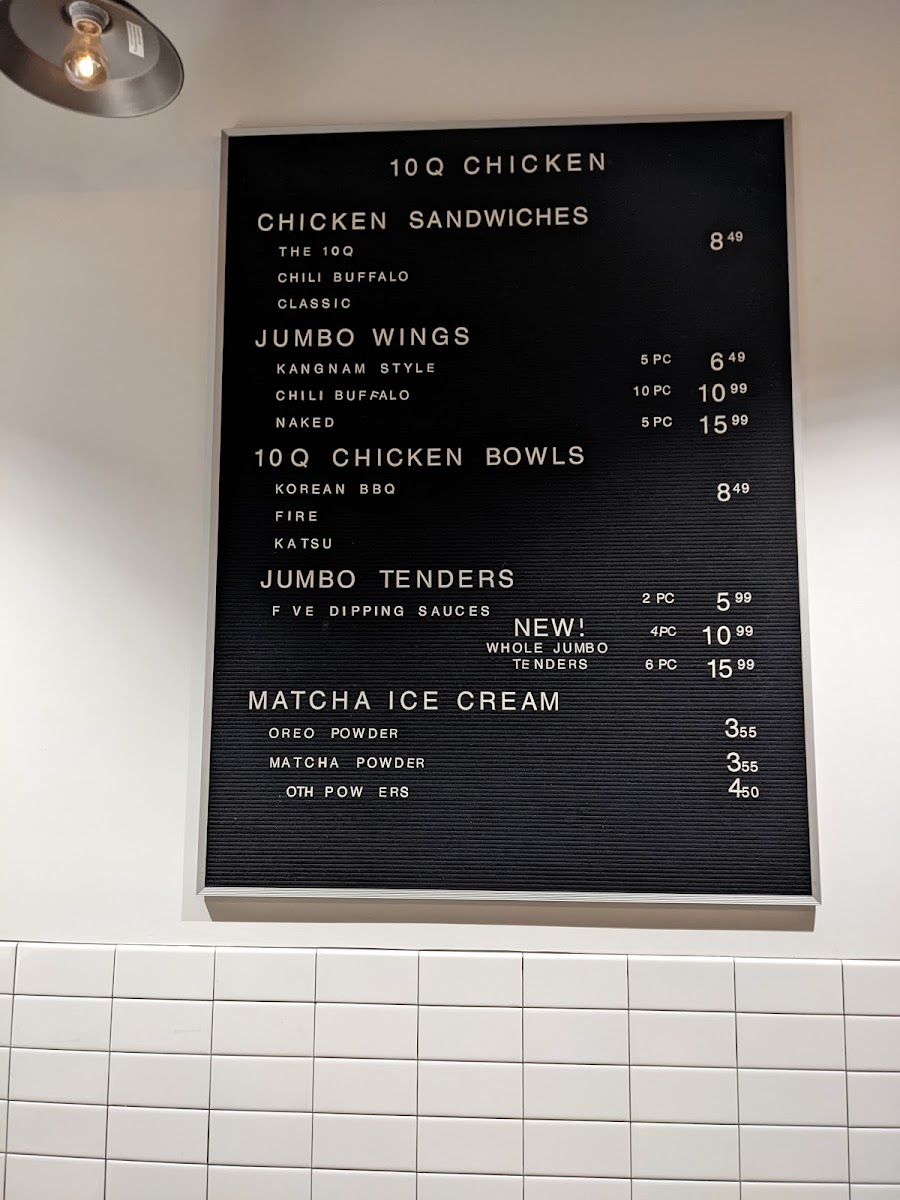 10Q CHICKEN
CHICKEN SANDWICHES
THE 10Q 8 49
CHILI BUFFALO
CLASSIC
JUMBO WINGS
KANGNAM STYLE 5 PC 6 49
CHILI BUFFALO 10 PC 10 99
NAKED 5 PC 15 99
10Q CHICKEN BOWLS
KOREAN BBQ 8 49
FIRE
KATSU
JUMBO TENDERS
2 PC 5 99
F VE DIPPING SAUCES
NEW! 4PC 10 99
WHOLE JUMBO
TENDERS 6 PC 15 99
MATCHA ICE CREAM
OREO POWDER 3 55
MATCHA POWDER 3 55
OTH POW ERS 4 50